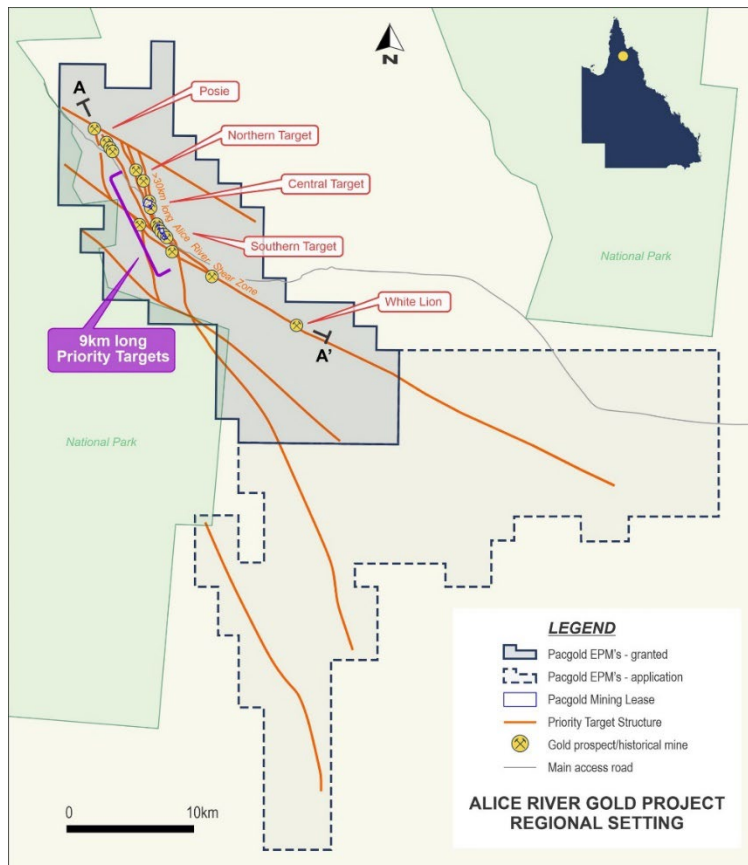 N
A
Posie
Northern Target
Central Target
>30km long Alice River Shear Zone
Southern Target
National Park
White Lion
A'
9km long
Priority Targets
National Park
LEGEND
Pacgold EPM's - granted
Pacgold EPM's - application
Pacgold Mining Lease
Priority Target Structure
Gold prospect/historical mine
Main access road
0 10km
ALICE RIVER GOLD PROJECT
REGIONAL SETTING